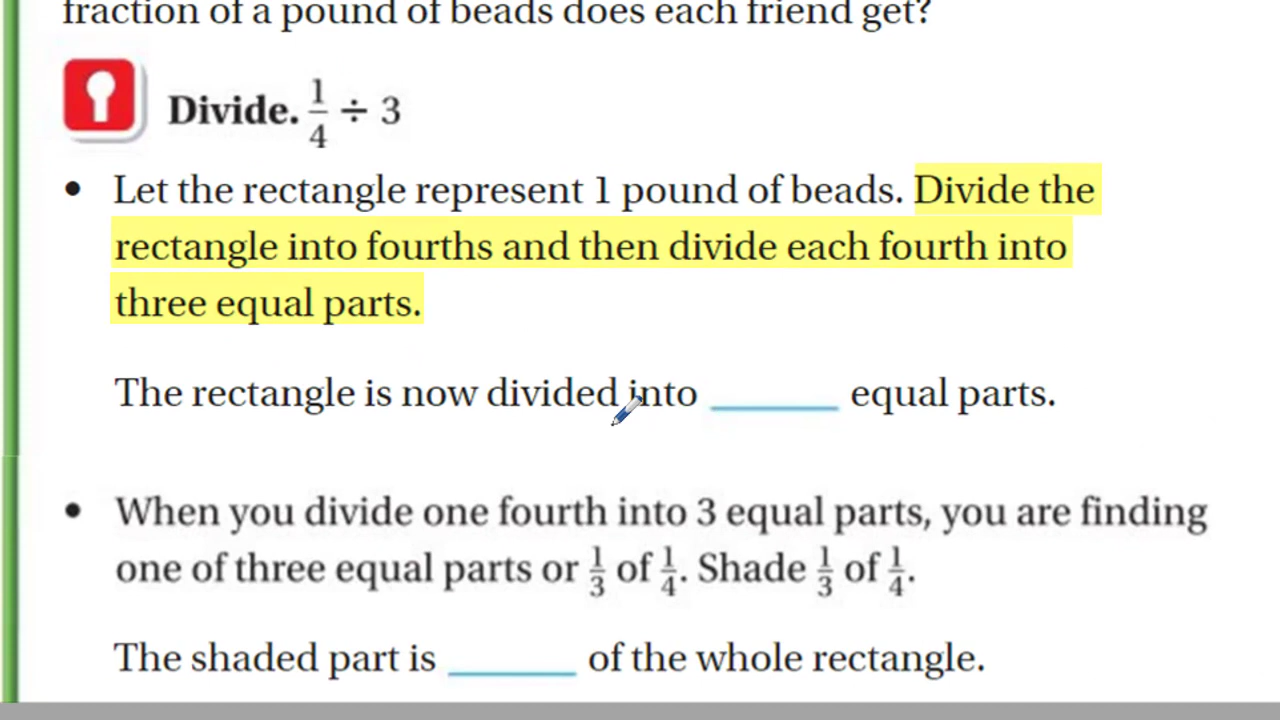 fraction of a pound of beads does each friend get?
Divide. 1/4 ÷ 3
• Let the rectangle represent 1 pound of beads. Divide the
rectangle into fourths and then divide each fourth into
three equal parts.
The rectangle is now divided into ______ equal parts.
• When you divide one fourth into 3 equal parts, you are finding
one of three equal parts or 1/3 of 1/4. Shade 1/3 of 1/4.
The shaded part is ______ of the whole rectangle.